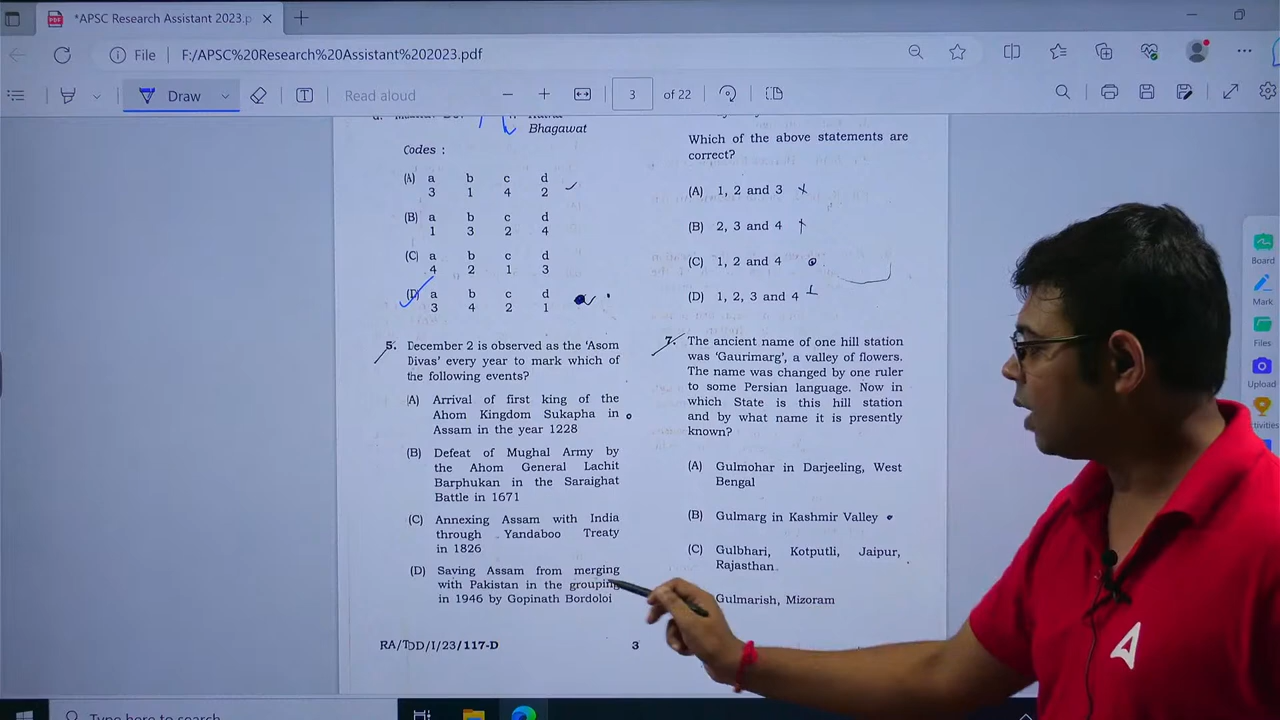 *APSC Research Assistant 2023.p
File
F:/APSC%20Research%20Assistant%202023.pdf
Draw
Read aloud
3
of 22
Bhagawat
Codes :
(A) a b c d
3 1 4 2
(B) a b c d
1 3 2 4
(C) a b c d
4 2 1 3
(D) a b c d
3 4 2 1
5. December 2 is observed as the 'Asom
Divas' every year to mark which of
the following events?
(A) Arrival of first king of the
Ahom Kingdom Sukapha in
Assam in the year 1228
(B) Defeat of Mughal Army by
the Ahom General Lachit
Barphukan in the Saraighat
Battle in 1671
(C) Annexing Assam with India
through Yandaboo Treaty
in 1826
(D) Saving Assam from merging
with Pakistan in the grouping
in 1946 by Gopinath Bordoloi
RA/TDD/I/23/117-D
3
Which of the above statements are
correct?
(A) 1, 2 and 3
(B) 2, 3 and 4
(C) 1, 2 and 4
(D) 1, 2, 3 and 4
7. The ancient name of one hill station
was 'Gaurimarg', a valley of flowers.
The name was changed by one ruler
to some Persian language. Now in
which State is this hill station
and by what name it is presently
known?
(A) Gulmohar in Darjeeling, West
Bengal
(B) Gulmarg in Kashmir Valley
(C) Gulbhari, Kotputli, Jaipur,
Rajasthan
Gulmarish, Mizoram
Board
Mark
Files
Upload
Type here to search